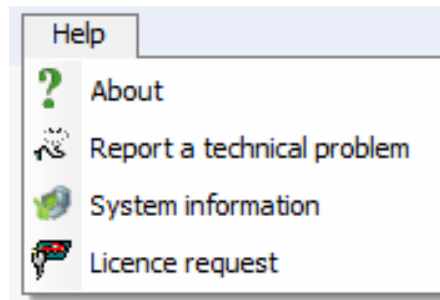 Help
About
Report a technical problem
System information
Licence request